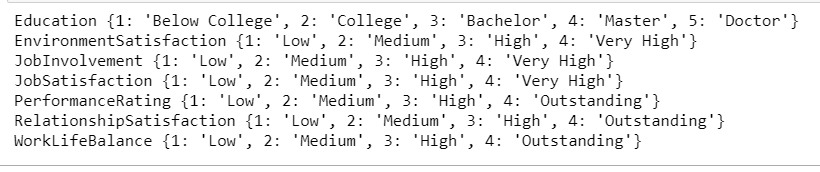 Education {1: 'Below College', 2: 'College', 3: 'Bachelor', 4: 'Master', 5: 'Doctor'}
EnvironmentSatisfaction {1: 'Low', 2: 'Medium', 3: 'High', 4: 'Very High'}
JobInvolvement {1: 'Low', 2: 'Medium', 3: 'High', 4: 'Very High'}
JobSatisfaction {1: 'Low', 2: 'Medium', 3: 'High', 4: 'Very High'}
PerformanceRating {1: 'Low', 2: 'Medium', 3: 'High', 4: 'Outstanding'}
RelationshipSatisfaction {1: 'Low', 2: 'Medium', 3: 'High', 4: 'Outstanding'}
WorkLifeBalance {1: 'Low', 2: 'Medium', 3: 'High', 4: 'Outstanding'}